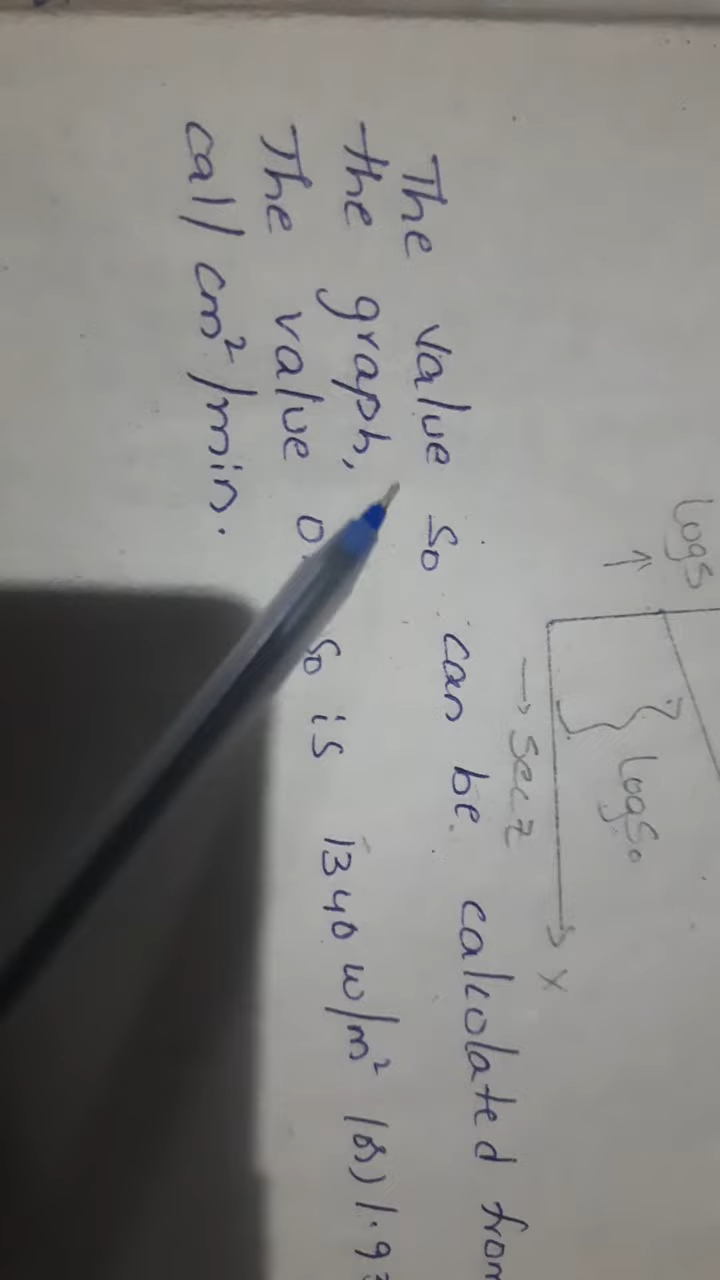 logs
↑
} logs₀
→ secz
X
The value S₀ can be calculated from
the graph,
The value S₀ is 1340 w/m² (or) 1.9
cal/cm²/min.